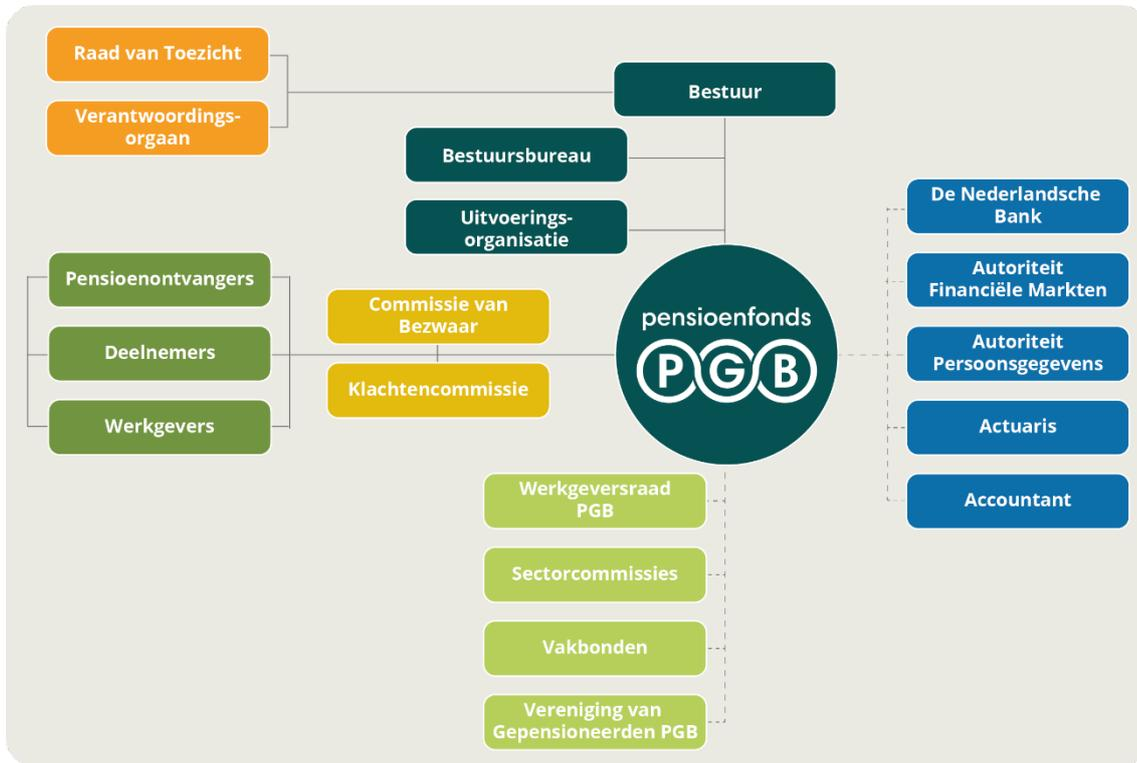 Raad van Toezicht
Verantwoordings-
orgaan
Bestuur
Bestuursbureau
Uitvoerings-
organisatie
De Nederlandsche
Bank
Autoriteit
Financiële Markten
Autoriteit
Persoonsgegevens
Actuaris
Accountant
Pensioenontvangers
Deelnemers
Werkgevers
Commissie van
Bezwaar
Klachtencommissie
pensioenfonds
PGB
Werkgeversraad
PGB
Sectorcommissies
Vakbonden
Vereniging van
Gepensioneerden PGB